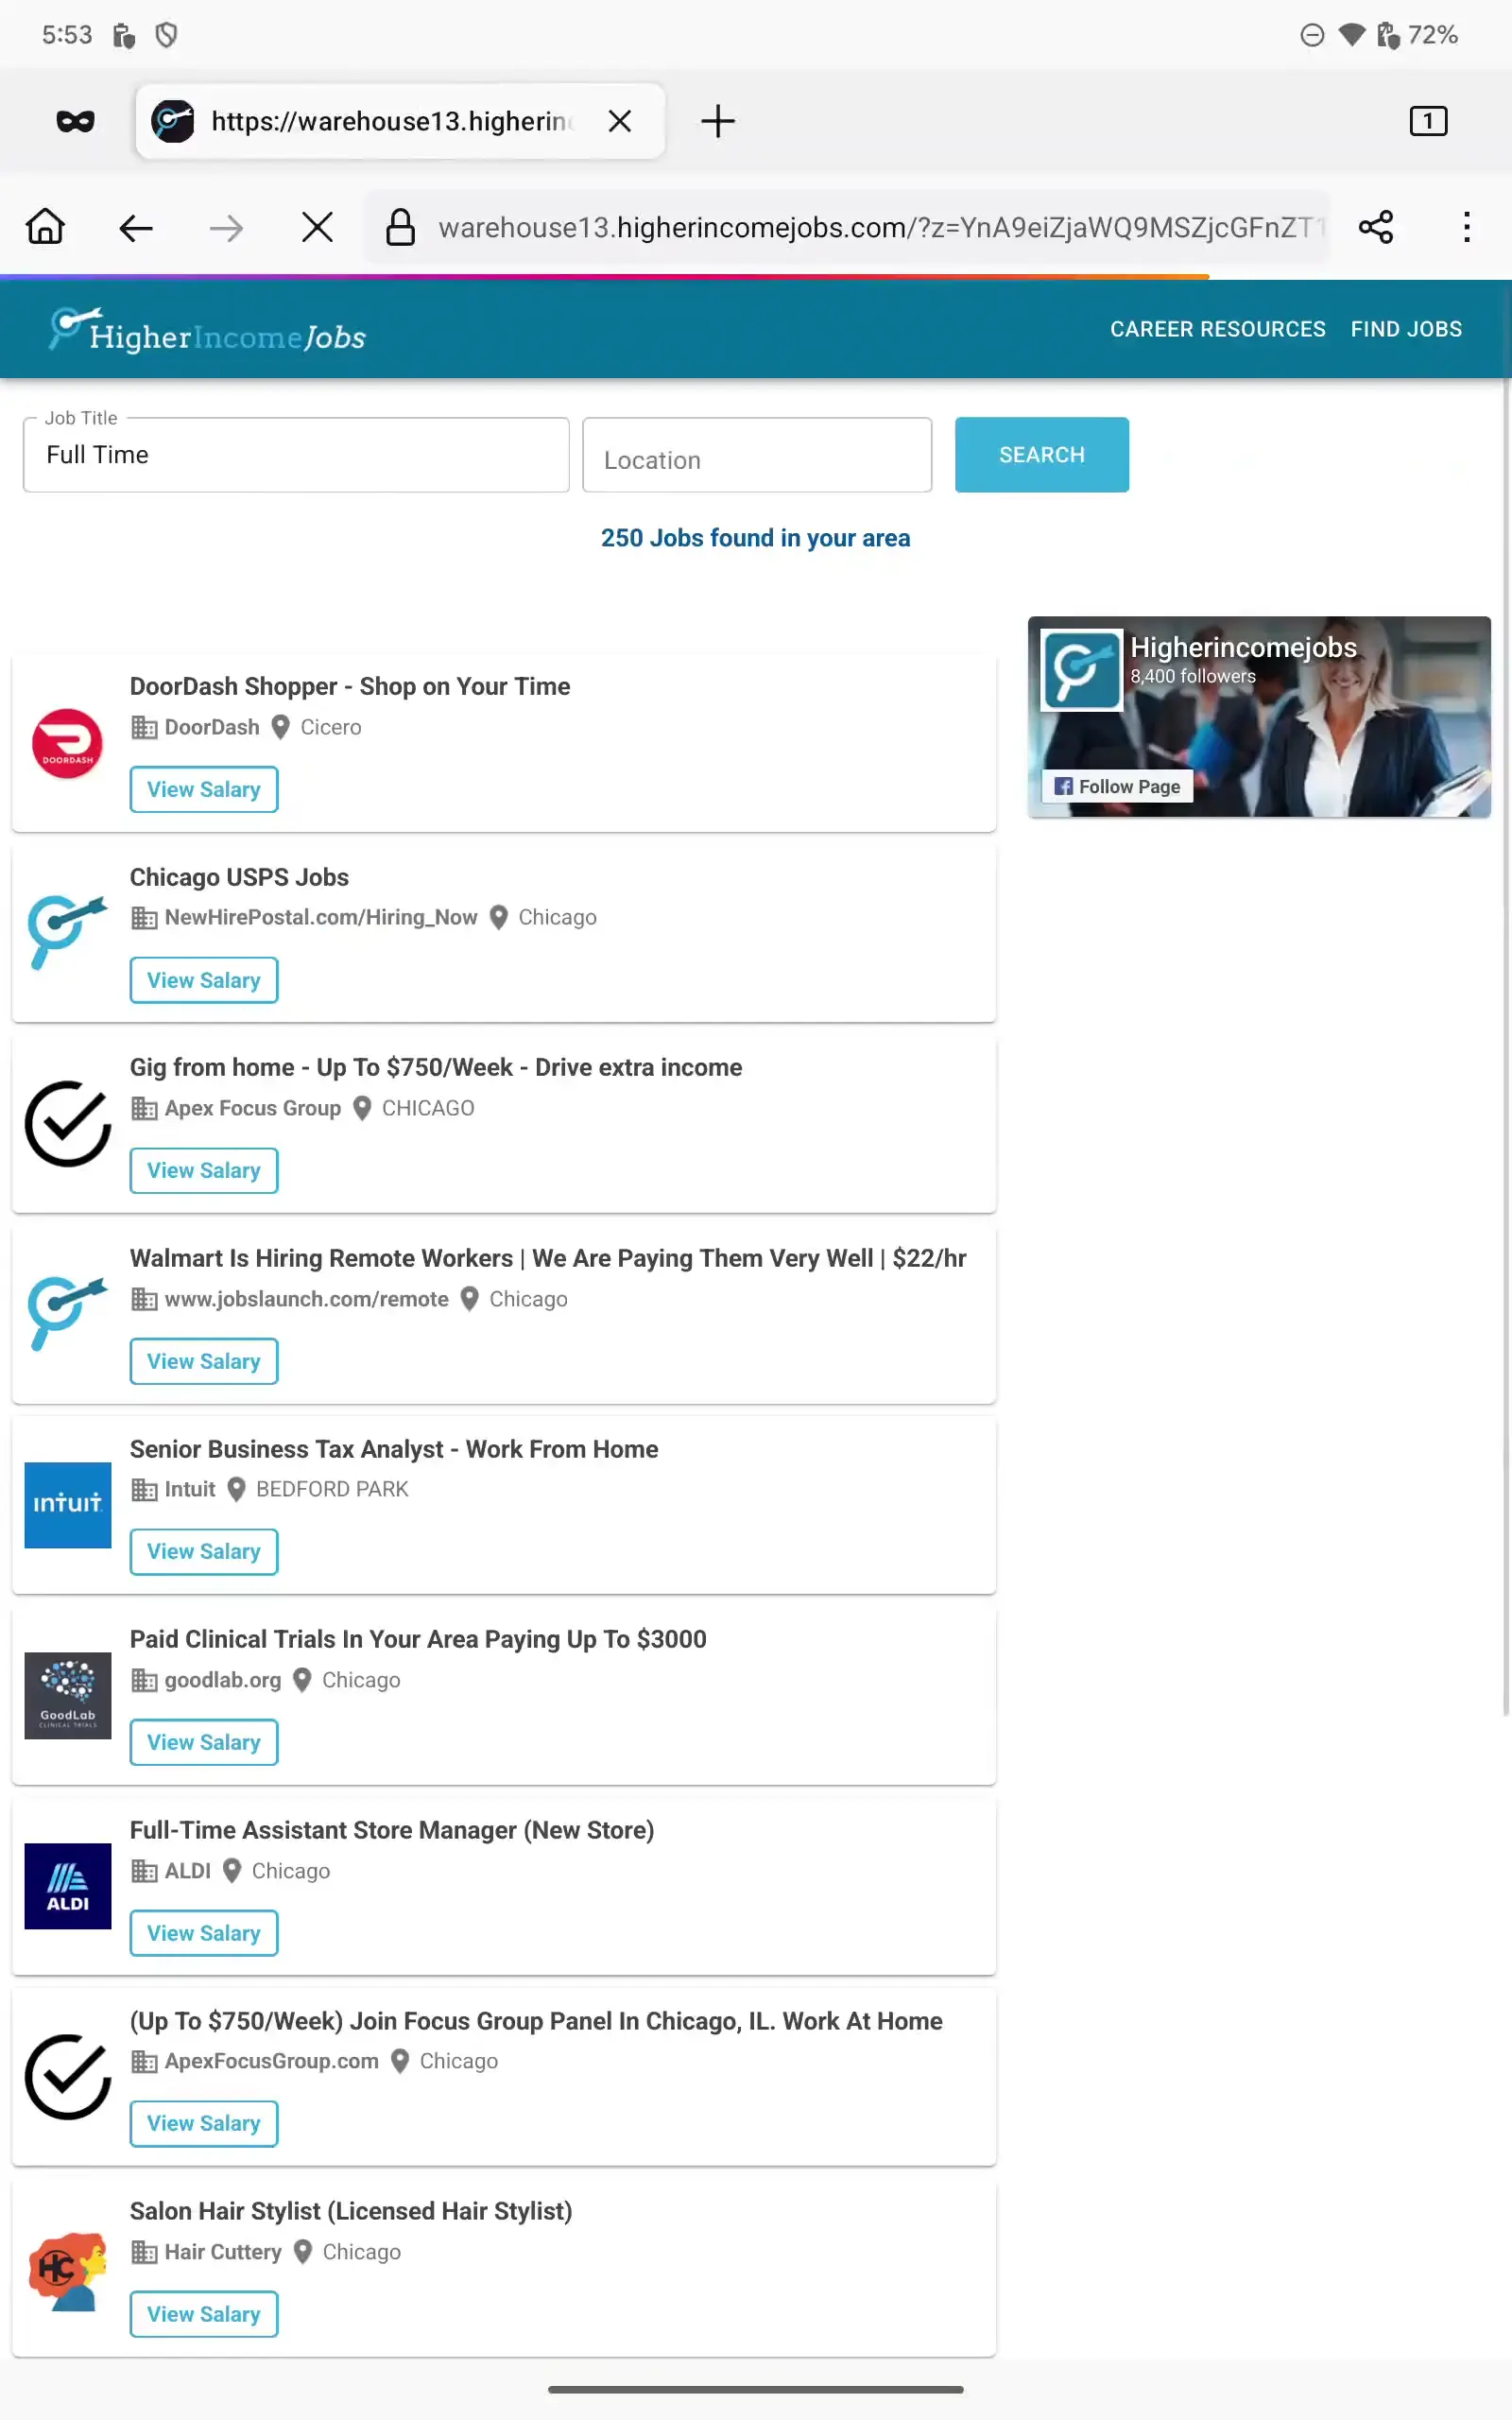 5:53
72%
https://warehouse13.higherin
1
warehouse13.higherincomejobs.com/?z=YnA9eiZjaWQ9MSZjcGFnZT1
HigherIncomeJobs
CAREER RESOURCES FIND JOBS
Job Title
Full Time
Location
SEARCH
250 Jobs found in your area
Higherincomejobs
8,400 followers
Follow Page
DoorDash Shopper - Shop on Your Time
DOORDASH
DoorDash Cicero
View Salary
Chicago USPS Jobs
NewHirePostal.com/Hiring_Now Chicago
View Salary
Gig from home - Up To $750/Week - Drive extra income
Apex Focus Group CHICAGO
View Salary
Walmart Is Hiring Remote Workers | We Are Paying Them Very Well | $22/hr
www.jobslaunch.com/remote Chicago
View Salary
Senior Business Tax Analyst - Work From Home
INTUIT
Intuit BEDFORD PARK
View Salary
Paid Clinical Trials In Your Area Paying Up To $3000
goodlab.org Chicago
GoodLab
CLINICAL TRIALS
View Salary
Full-Time Assistant Store Manager (New Store)
ALDI Chicago
ALDI
View Salary
(Up To $750/Week) Join Focus Group Panel In Chicago, IL. Work At Home
ApexFocusGroup.com Chicago
View Salary
Salon Hair Stylist (Licensed Hair Stylist)
Hair Cuttery Chicago
HC
View Salary